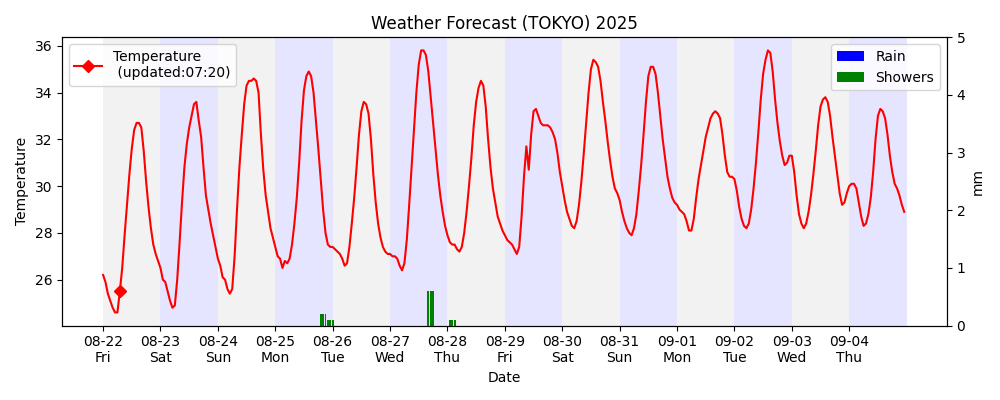 Weather Forecast (TOKYO) 2025
Temperature
(updated:07:20)
Rain
Showers
Temperature
36
34
32
30
28
26
5
4
3
2
1
0
mm
08-22 08-23 08-24 08-25 08-26 08-27 08-28 08-29 08-30 08-31 09-01 09-02 09-03 09-04
Fri Sat Sun Mon Tue Wed Thu Fri Sat Sun Mon Tue Wed Thu
Date